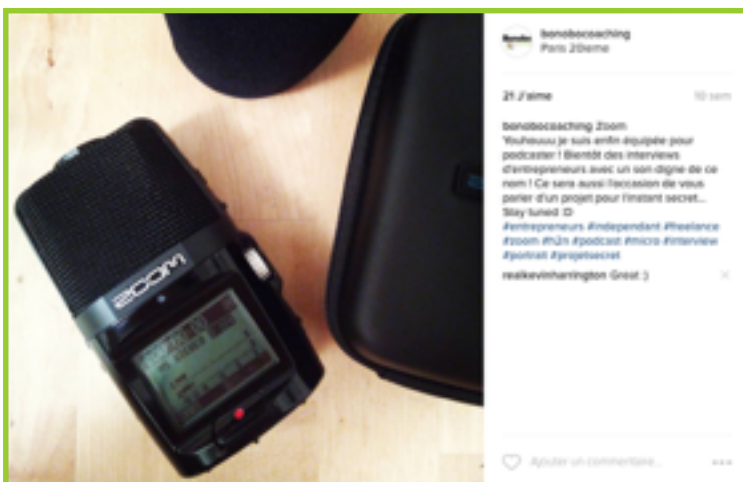 bonobocoaching
Paris 20ieme
21 J'aime
10 sem
bonobocoaching Zoom
Youhouuu je suis enfin équipée pour
podcaster ! Bientôt des interviews
d'entrepreneurs avec un son digne de ce
nom ! Ce sera aussi l'occasion de vous
parler d'un projet pour l'instant secret...
Stay tuned :D
#entrepreneurs #independant #freelance
#zoom #h2n #podcast #micro #interview
#portrait #projetsecret
realkevinharrington Great :)
Ajouter un commentaire...
zoom